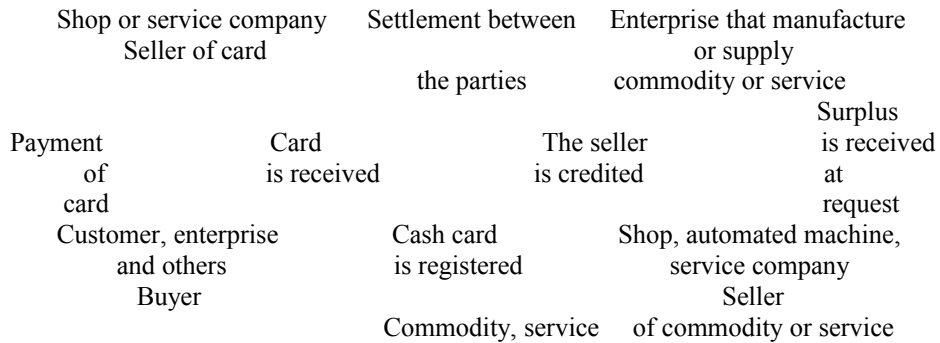 Shop or service company Settlement between Enterprise that manufacture
Seller of card or supply
the parties commodity or service
Surplus
Payment Card The seller is received
of is received is credited at
card request
Customer, enterprise Cash card Shop, automated machine,
and others is registered service company
Buyer Seller
Commodity, service of commodity or service